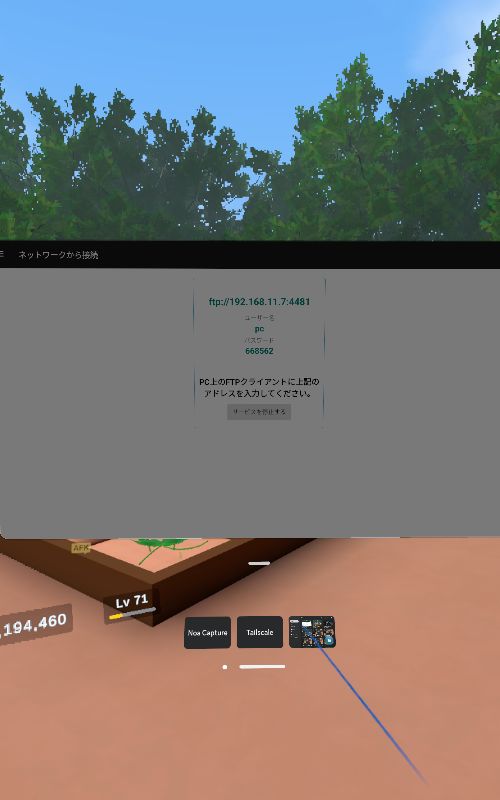 ネットワークから接続
ftp://192.168.11.7:4481
ユーザー名
pc
パスワード
668562
PC上のFTPクライアントに上記の
アドレスを入力してください。
サービスを停止する
AFK
Lv 71
,194,460
Noa Capture
Tailscale